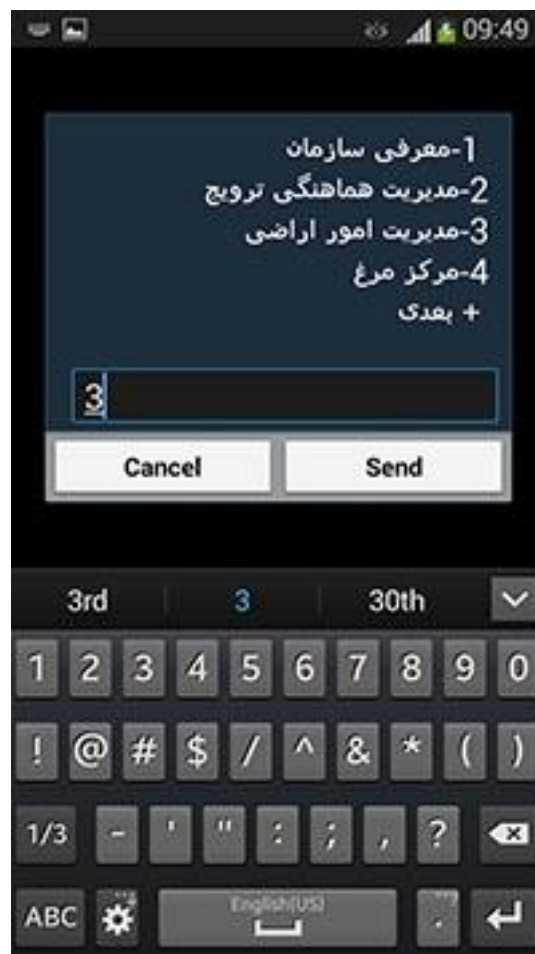 09:49
1-معرفی سازمان
2-مدیریت هماهنگی ترویج
3-مدیریت امور اراضی
4-مرکز مرغ
+ بعدی
3
Cancel Send
3rd 3 30th
1 2 3 4 5 6 7 8 9 0
! @ # $ / ^ & * ( )
1/3 - ' " : ; , ?
ABC English(US) .